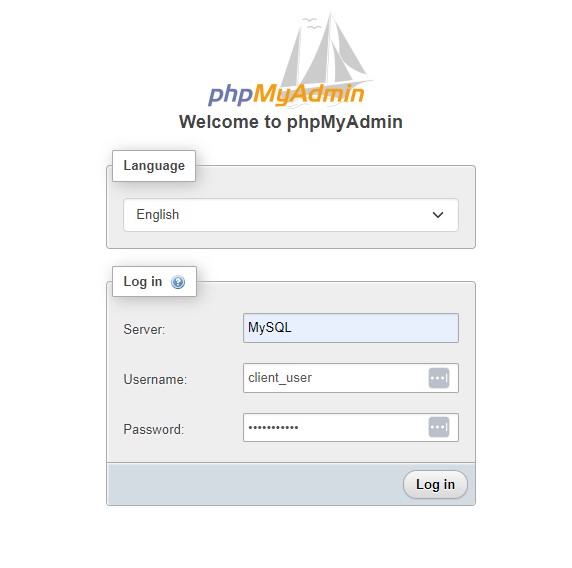 phpMyAdmin
Welcome to phpMyAdmin
Language
English
Log in
Server:
MySQL
Username:
client_user
Password:
•••••••••••
Log in